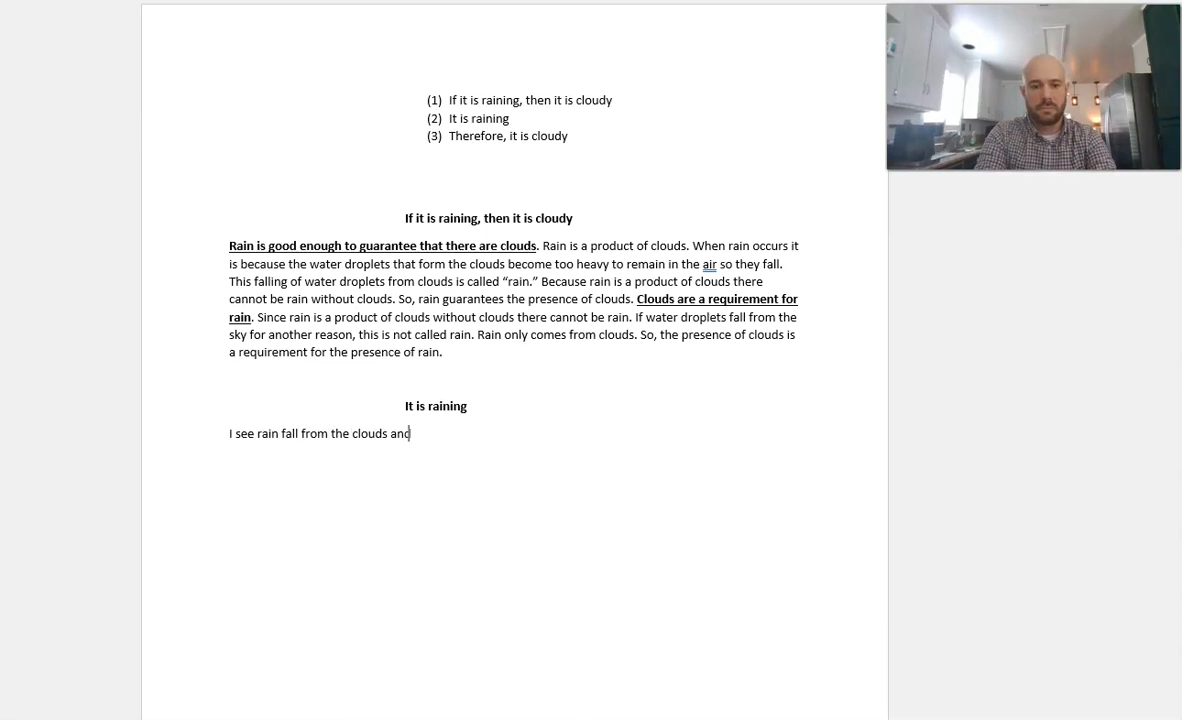 (1) If it is raining, then it is cloudy
(2) It is raining
(3) Therefore, it is cloudy
If it is raining, then it is cloudy
Rain is good enough to guarantee that there are clouds. Rain is a product of clouds. When rain occurs it
is because the water droplets that form the clouds become too heavy to remain in the air so they fall.
This falling of water droplets from clouds is called “rain.” Because rain is a product of clouds there
cannot be rain without clouds. So, rain guarantees the presence of clouds. Clouds are a requirement for
rain. Since rain is a product of clouds without clouds there cannot be rain. If water droplets fall from the
sky for another reason, this is not called rain. Rain only comes from clouds. So, the presence of clouds is
a requirement for the presence of rain.
It is raining
I see rain fall from the clouds and